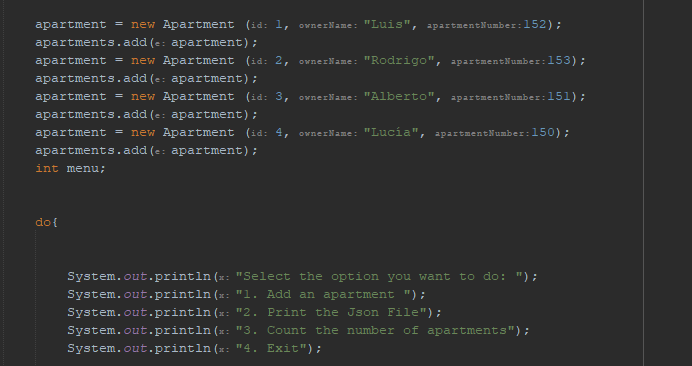 apartment = new Apartment (id: 1, ownerName: "Luis", apartmentNumber: 152);
apartments.add(e: apartment);
apartment = new Apartment (id: 2, ownerName: "Rodrigo", apartmentNumber: 153);
apartments.add(e: apartment);
apartment = new Apartment (id: 3, ownerName: "Alberto", apartmentNumber: 151);
apartments.add(e: apartment);
apartment = new Apartment (id: 4, ownerName: "Lucia", apartmentNumber: 150);
apartments.add(e: apartment);
int menu;
do{
System.out.println(x: "Select the option you want to do: ");
System.out.println(x: "1. Add an apartment ");
System.out.println(x: "2. Print the Json File");
System.out.println(x: "3. Count the number of apartments");
System.out.println(x: "4. Exit");